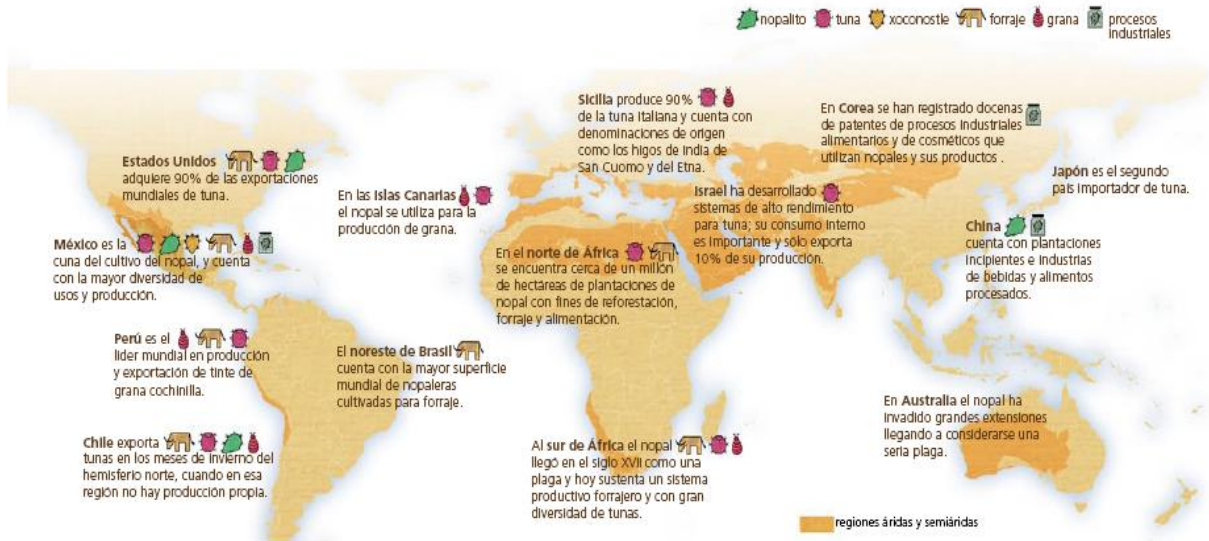 nopalito tuna xoconostle forraje grana procesos
industriales
Sicilia produce 90%
de la tuna italiana y cuenta con
denominaciones de origen
como los higos de india de
San Cuomo y del Etna.
En Corea se han registrado docenas
de patentes de procesos industriales
alimentarios y de cosméticos que
utilizan nopales y sus productos .
Estados Unidos
adquiere 90% de las exportaciones
mundiales de tuna.
En las Islas Canarias
el nopal se utiliza para la
producción de grana.
Israel ha desarrollado
sistemas de alto rendimiento
para tuna; su consumo interno
es importante y sólo exporta
10% de su producción.
Japón es el segundo
país importador de tuna.
México es la
cuna del cultivo del nopal, y cuenta
con la mayor diversidad de
usos y producción.
En el norte de África
se encuentra cerca de un millón
de hectáreas de plantaciones de
nopal con fines de reforestación,
forraje y alimentación.
China
cuenta con plantaciones
incipientes e industrias
de bebidas y alimentos
procesados.
Perú es el
líder mundial en producción
y exportación de tinte de
grana cochinilla.
El noreste de Brasil
cuenta con la mayor superficie
mundial de nopaleras
cultivadas para forraje.
En Australia el nopal ha
invadido grandes extensiones
llegando a considerarse una
seria plaga.
Chile exporta
tunas en los meses de invierno del
hemisferio norte, cuando en esa
región no hay producción propia.
Al sur de África el nopal
llegó en el siglo XVII como una
plaga y hoy sustenta un sistema
productivo forrajero y con gran
diversidad de tunas.
regiones áridas y semiáridas